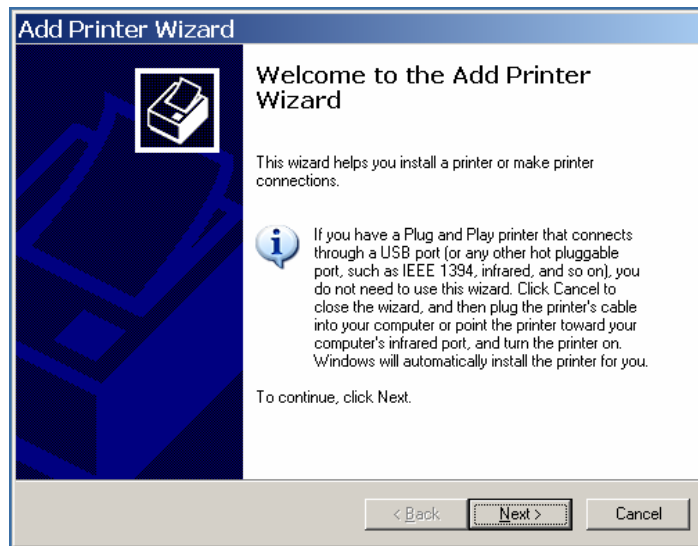 Add Printer Wizard
Welcome to the Add Printer
Wizard
This wizard helps you install a printer or make printer
connections.
If you have a Plug and Play printer that connects
through a USB port (or any other hot pluggable
port, such as IEEE 1394, infrared, and so on), you
do not need to use this wizard. Click Cancel to
close the wizard, and then plug the printer's cable
into your computer or point the printer toward your
computer's infrared port, and turn the printer on.
Windows will automatically install the printer for you.
To continue, click Next.
< Back Next > Cancel